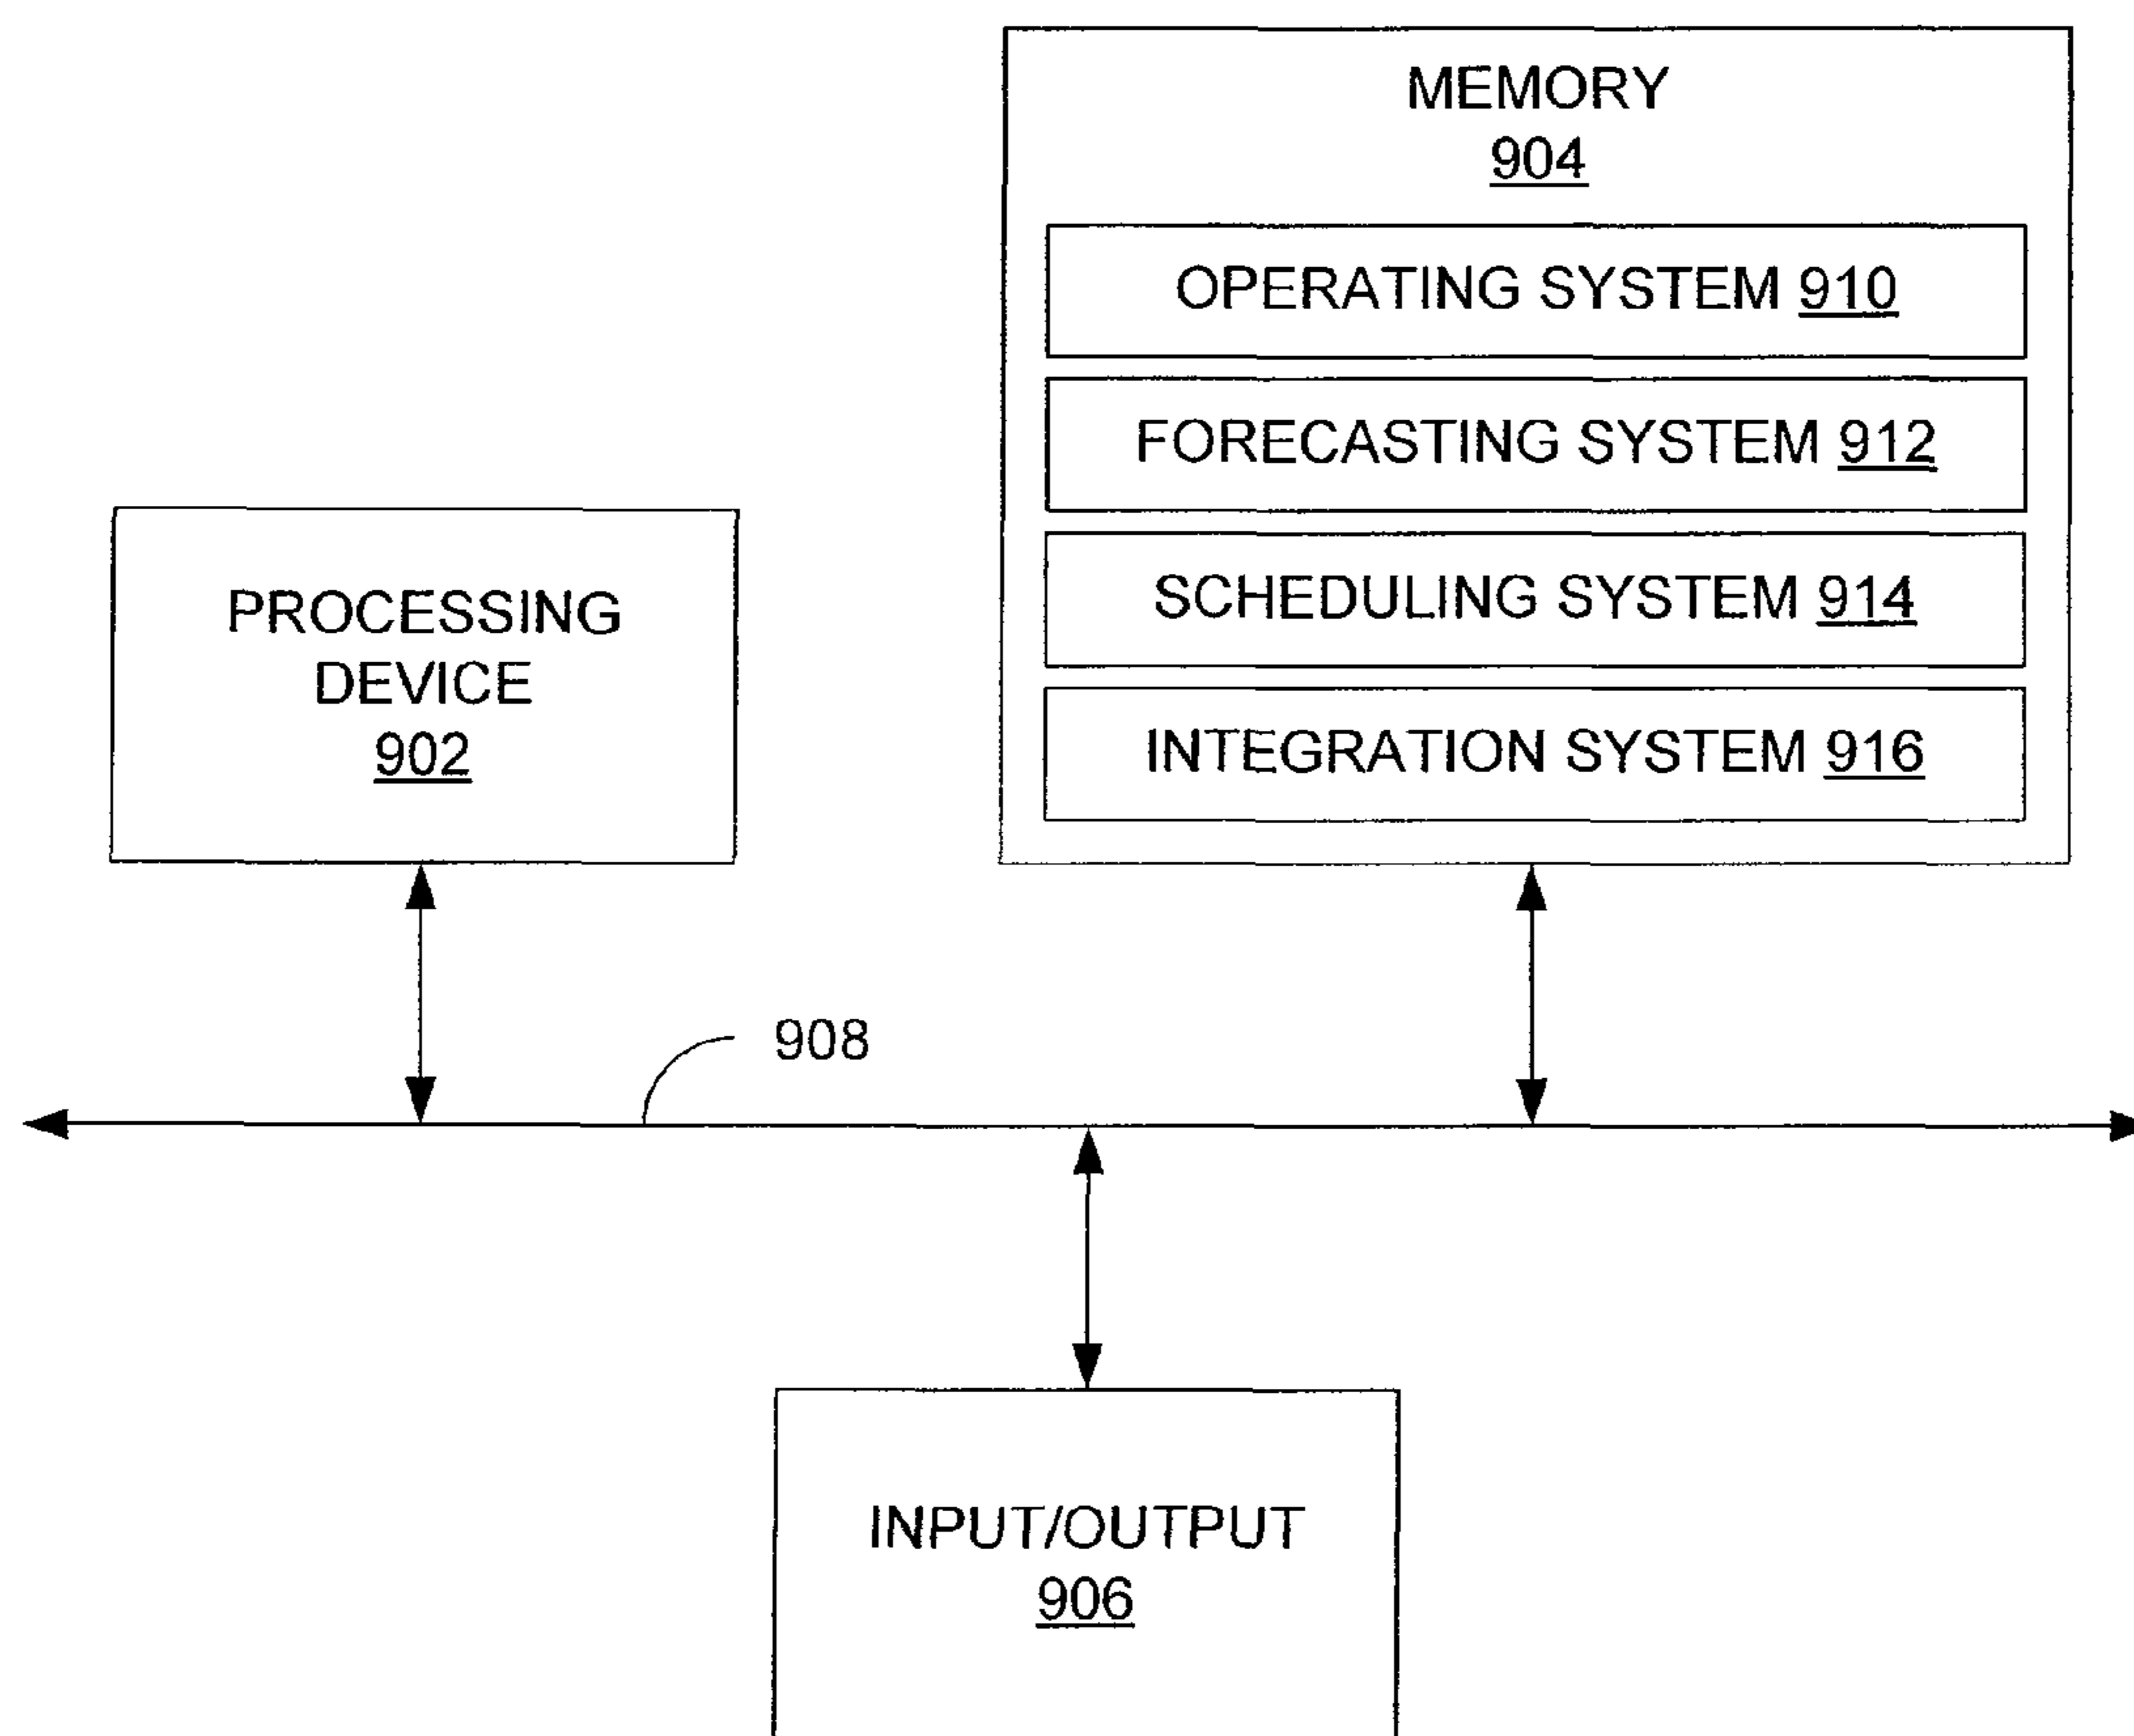 MEMORY
904
OPERATING SYSTEM 910
FORECASTING SYSTEM 912
SCHEDULING SYSTEM 914
INTEGRATION SYSTEM 916
PROCESSING
DEVICE
902
908
INPUT/OUTPUT
906